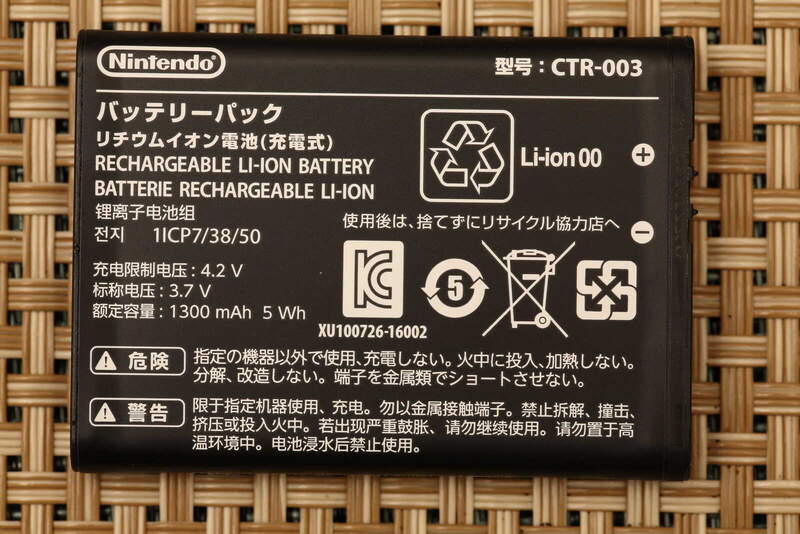 Nintendo®
型号：CTR-003
バッテリーパック
リチウムイオン電池(充電式)
RECHARGEABLE LI-ION BATTERY
BATTERIE RECHARGEABLE LI-ION
锂离子电池组
전지 1ICP7/38/50
充电限制电压：4.2 V
标称电压：3.7 V
额定容量：1300 mAh 5 Wh
Li-ion 00
+
使用後は、捨てずにリサイクル協力店へ
−
5
XU100726-16002
危険
指定の機器以外で使用、充電しない。火中に投入、加熱しない。
分解、改造しない。端子を金属類でショートさせない。
警告
限于指定机器使用、充电。勿以金属接触端子。禁止拆解、撞击、
挤压或投入火中。若出现严重鼓胀、请勿继续使用。请勿置于高
温环境中。电池浸水后禁止使用。